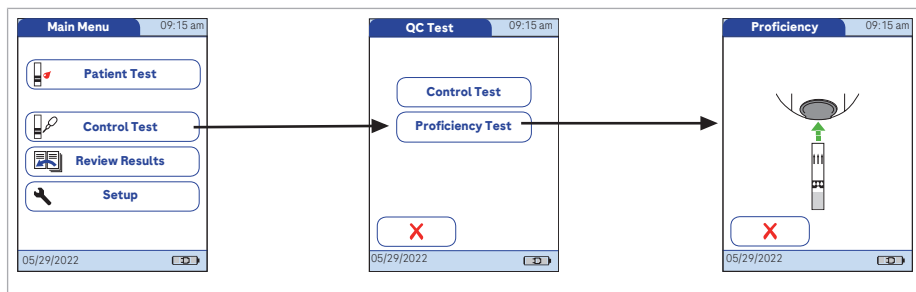 Main Menu 09:15 am
Patient Test
Control Test
Review Results
Setup
05/29/2022
QC Test 09:15 am
Control Test
Proficiency Test
05/29/2022
Proficiency 09:15 am
05/29/2022